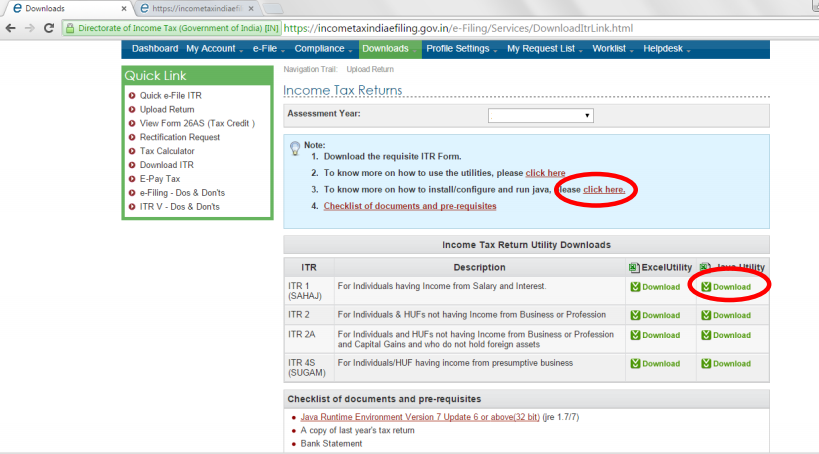 Downloads x https://incometaxindiaefil x
Directorate of Income Tax (Government of India) [IN] https://incometaxindiaefiling.gov.in/e-Filing/Services/DownloadItrLink.html
Dashboard My Account e-File Compliance Downloads Profile Settings My Request List Worklist Helpdesk
Quick Link
Quick e-File ITR
Upload Return
View Form 26AS (Tax Credit )
Rectification Request
Tax Calculator
Download ITR
E-Pay Tax
e-Filing - Dos & Don'ts
ITR V - Dos & Don'ts
Navigation Trail: Upload Return
Income Tax Returns
Assessment Year:
Note:
1. Download the requisite ITR Form.
2. To know more on how to use the utilities, please click here
3. To know more on how to install/configure and run java, please click here.
4. Checklist of documents and pre-requisites
Income Tax Return Utility Downloads
ITR Description ExcelUtility Java Utility
ITR 1 (SAHAJ) For Individuals having Income from Salary and Interest. Download Download
ITR 2 For Individuals & HUFs not having Income from Business or Profession Download Download
ITR 2A For Individuals and HUFs not having Income from Business or Profession
and Capital Gains and who do not hold foreign assets Download Download
ITR 4S (SUGAM) For Individuals/HUF having income from presumptive business Download Download
Checklist of documents and pre-requisites
Java Runtime Environment Version 7 Update 6 or above(32 bit) (jre 1.7/7)
A copy of last year's tax return
Bank Statement